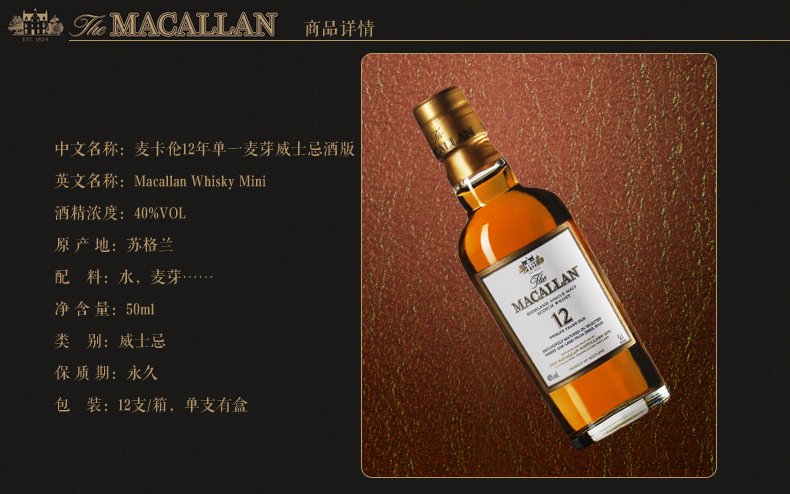 The MACALLAN 商品详情
EST. 1824
中文名称：麦卡伦12年单一麦芽威士忌酒版
英文名称：Macallan Whisky Mini
酒精浓度：40%VOL
原 产 地：苏格兰
配 料：水，麦芽……
净 含 量：50ml
类 别：威士忌
保 质 期：永久
包 装：12支/箱，单支有盒
The
MACALLAN
HIGHLAND SINGLE MALT
SCOTCH WHISKY
12
YEARS OLD